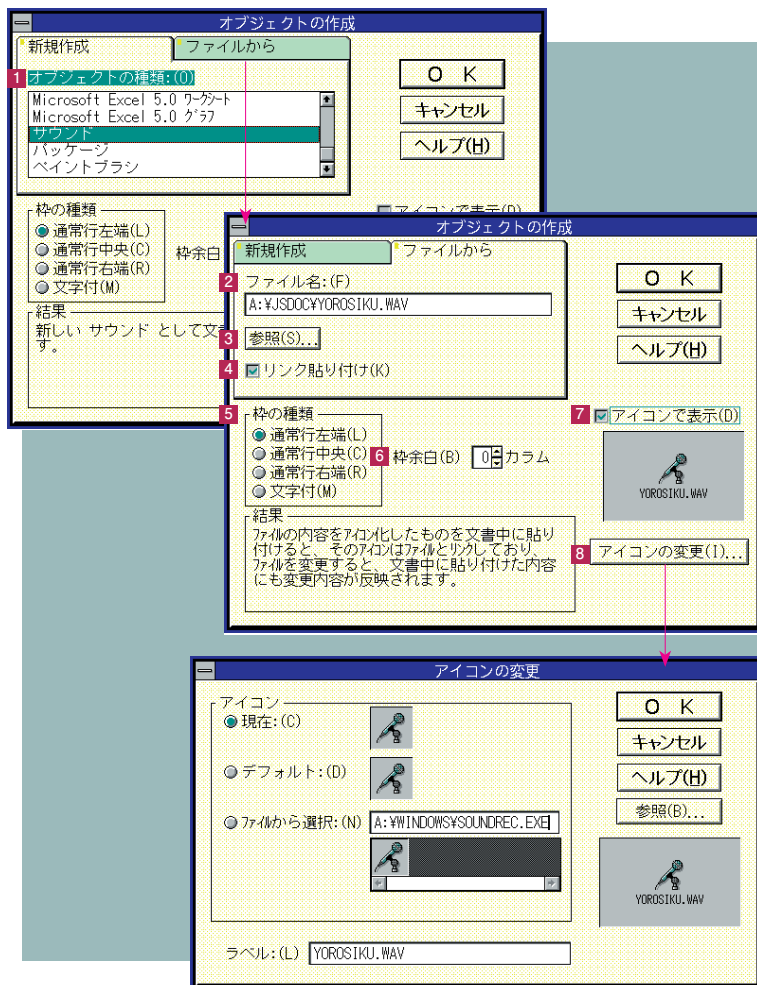 オブジェクトの作成
新規作成
ファイルから
1 オブジェクトの種類:(O)
Microsoft Excel 5.0 ワークシート
Microsoft Excel 5.0 グラフ
サウンド
パッケージ
ペイントブラシ
O K
キャンセル
ヘルプ(H)
アイコンで表示(D)
枠の種類
通常行左端(L)
通常行中央(C)
通常行右端(R)
文字付(M)
枠余白
結果
新しい サウンド として文
す。
オブジェクトの作成
新規作成
ファイルから
2 ファイル名:(F)
A:¥JSDOC¥YOROSIKU.WAV
3 参照(S)...
4 リンク貼り付け(K)
O K
キャンセル
ヘルプ(H)
5 枠の種類
通常行左端(L)
通常行中央(C)
通常行右端(R)
文字付(M)
6 枠余白(B) 0 カラム
7 アイコンで表示(D)
YOROSIKU.WAV
結果
ファイルの内容をアイコン化したものを文書中に貼り
付けると、そのアイコンはファイルとリンクしており、
ファイルを変更すると、文書中に貼り付けた内容
にも変更内容が反映されます。
8 アイコンの変更(I)...
アイコンの変更
アイコン
現在:(C)
デフォルト:(D)
ファイルから選択:(N) A:¥WINDOWS¥SOUNDREC.EXE
O K
キャンセル
ヘルプ(H)
参照(B)...
YOROSIKU.WAV
ラベル:(L) YOROSIKU.WAV